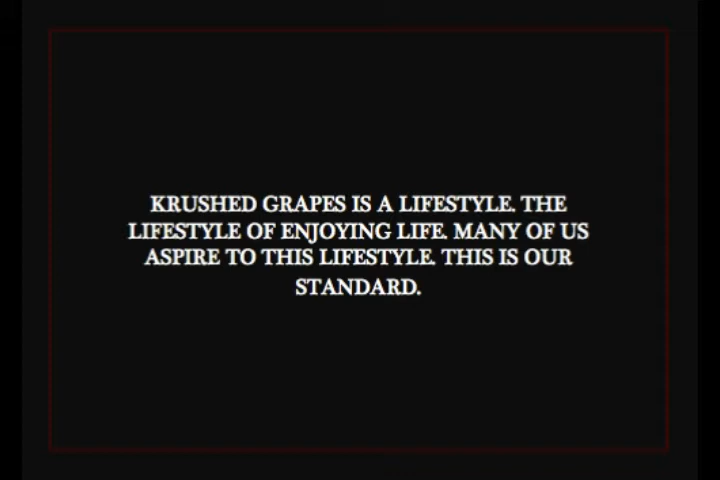 KRUSHED GRAPES IS A LIFESTYLE. THE
LIFESTYLE OF ENJOYING LIFE. MANY OF US
ASPIRE TO THIS LIFESTYLE. THIS IS OUR
STANDARD.